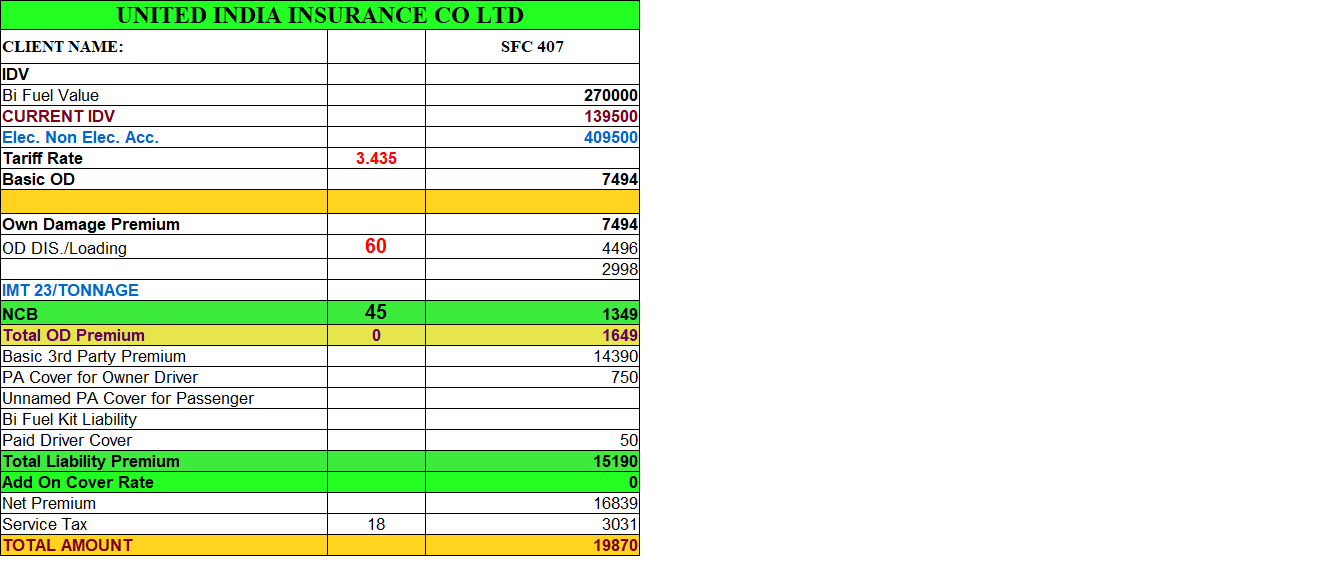 UNITED INDIA INSURANCE CO LTD
CLIENT NAME: SFC 407
IDV
Bi Fuel Value 270000
CURRENT IDV 139500
Elec. Non Elec. Acc. 409500
Tariff Rate 3.435
Basic OD 7494
Own Damage Premium 7494
OD DIS./Loading 60 4496
2998
IMT 23/TONNAGE
NCB 45 1349
Total OD Premium 0 1649
Basic 3rd Party Premium 14390
PA Cover for Owner Driver 750
Unnamed PA Cover for Passenger
Bi Fuel Kit Liability
Paid Driver Cover 50
Total Liability Premium 15190
Add On Cover Rate 0
Net Premium 16839
Service Tax 18 3031
TOTAL AMOUNT 19870